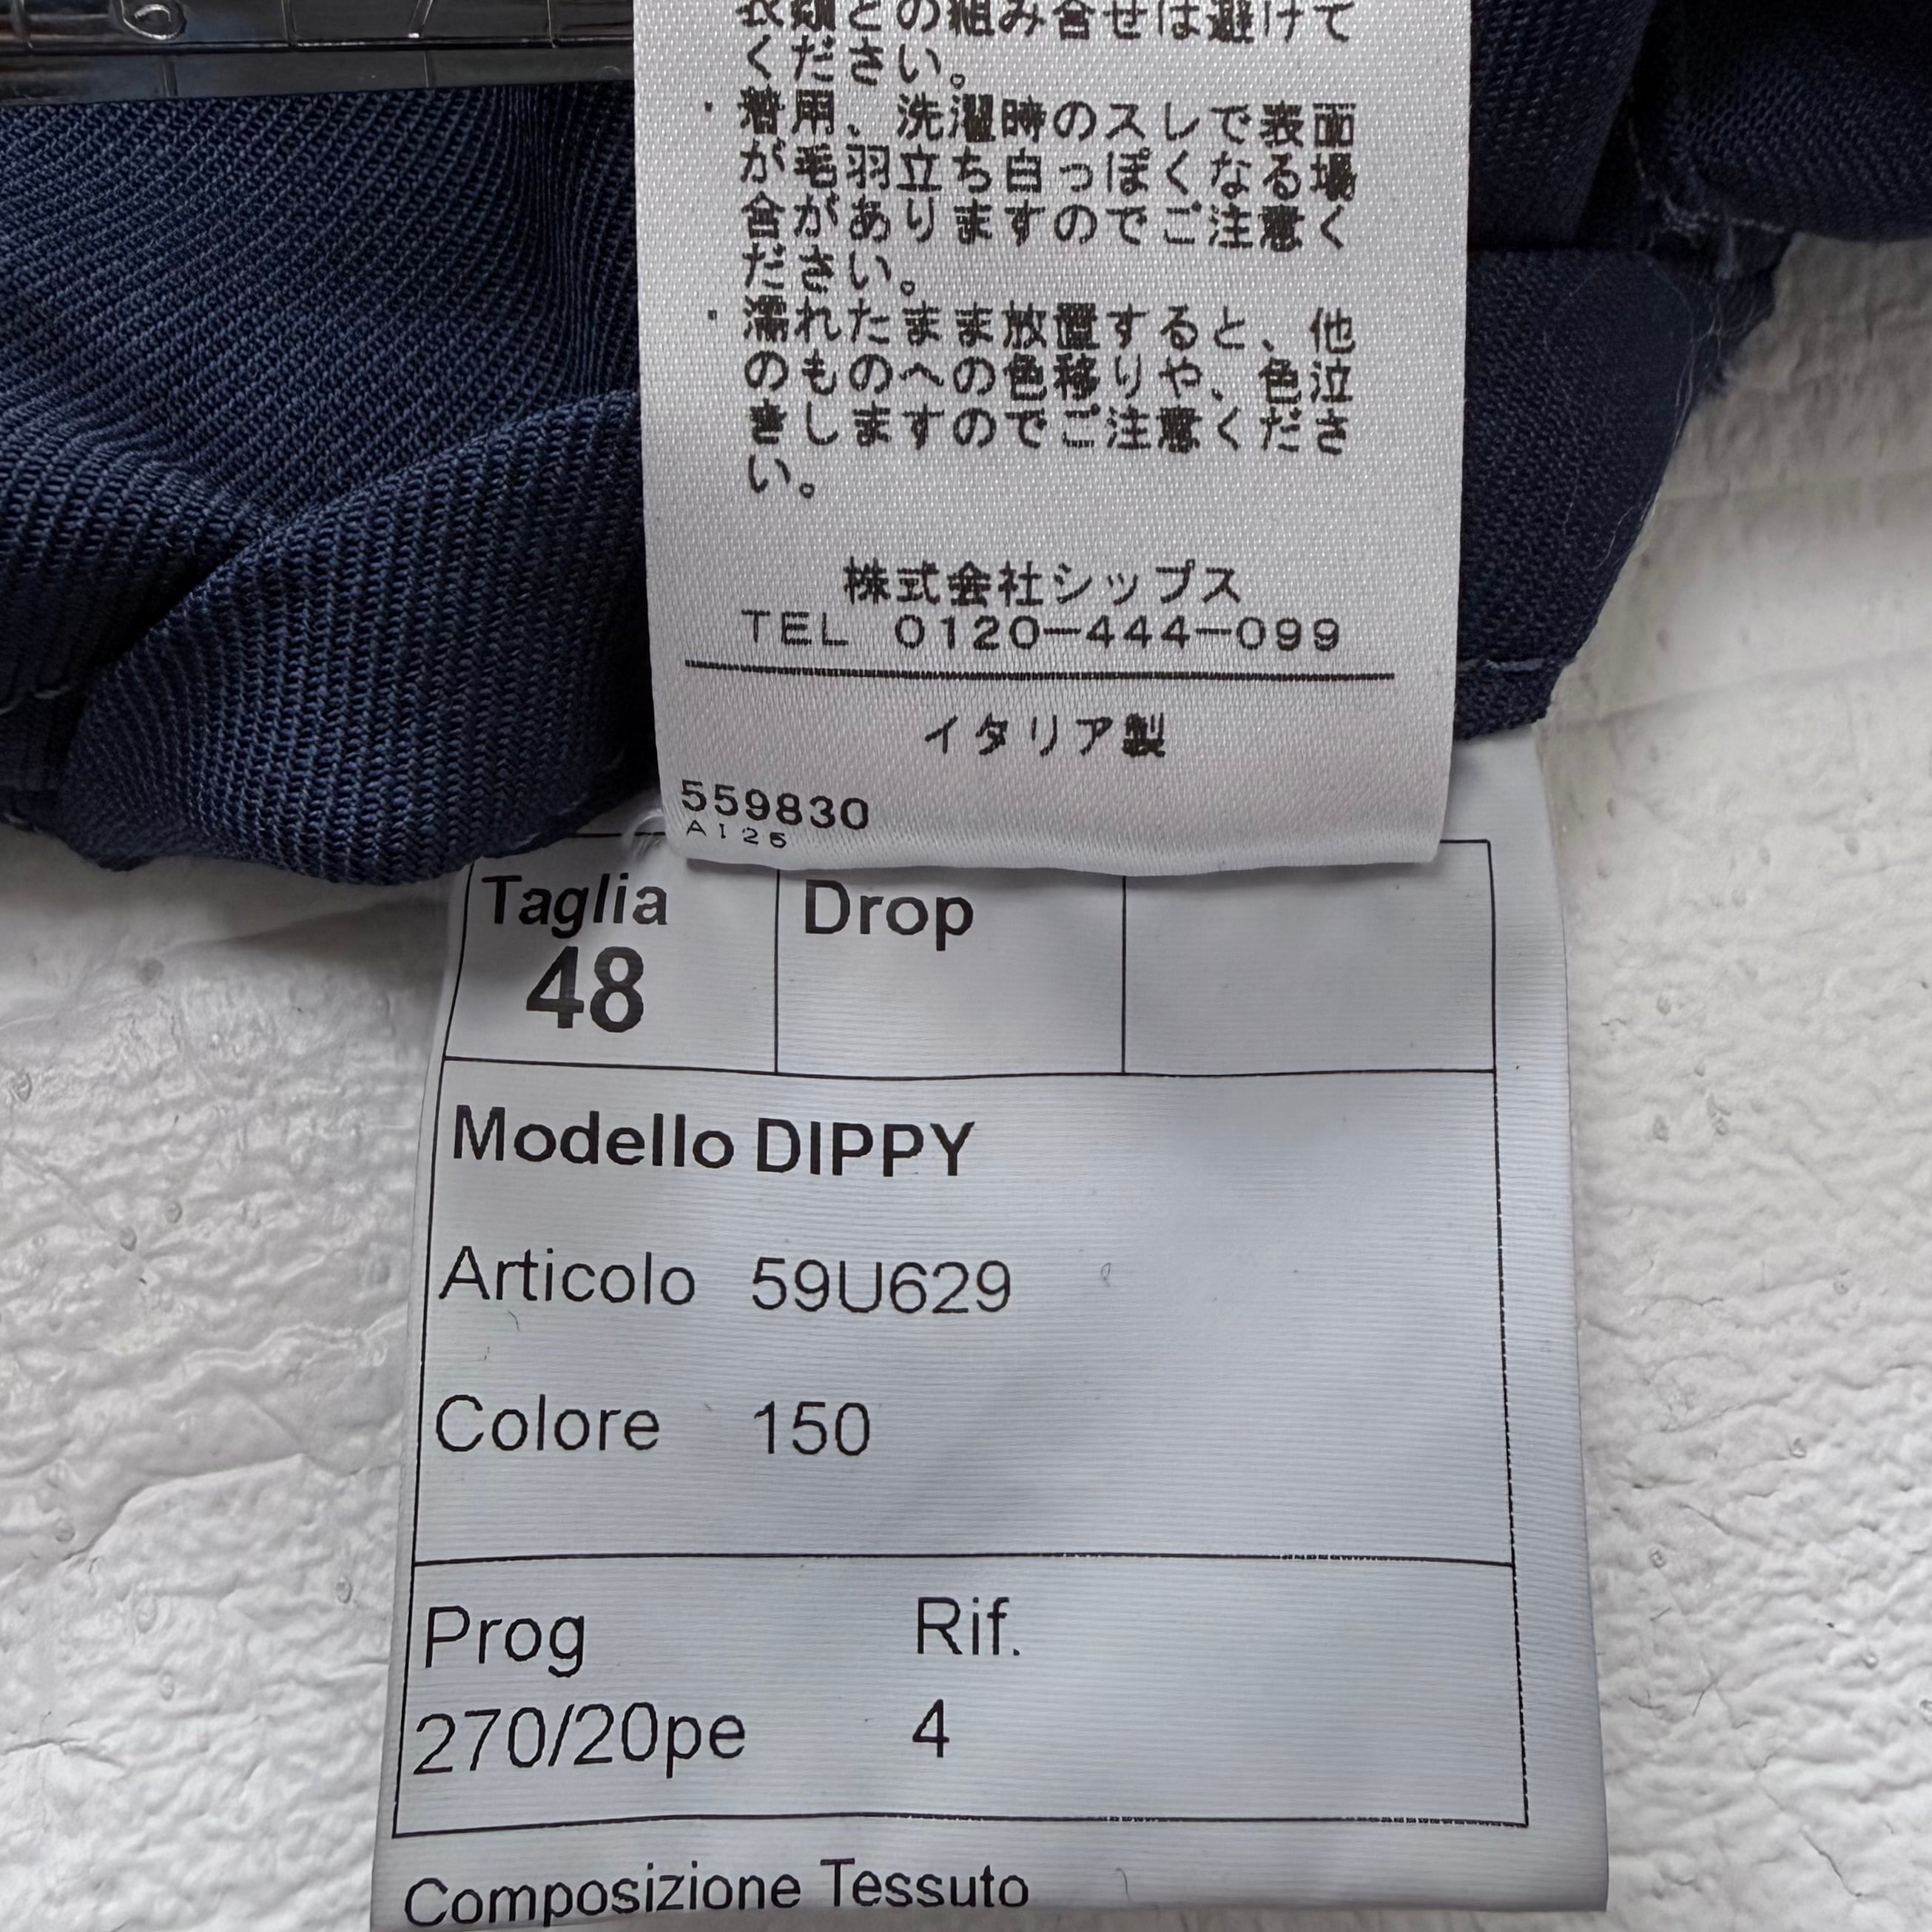 衣類との組み合せは避けて
ください。
・着用、洗濯時のスレで表面
が毛羽立ち白っぽくなる場
合がありますのでご注意く
ださい。
・濡れたまま放置すると、他
のものへの色移りや、色泣
きしますのでご注意くださ
い。
株式会社シップス
TEL 0120-444-099
イタリア製
559830
AI26
Taglia
48
Drop
Modello DIPPY
Articolo 59U629
Colore 150
Prog Rif.
270/20pe 4
Composizione Tessuto